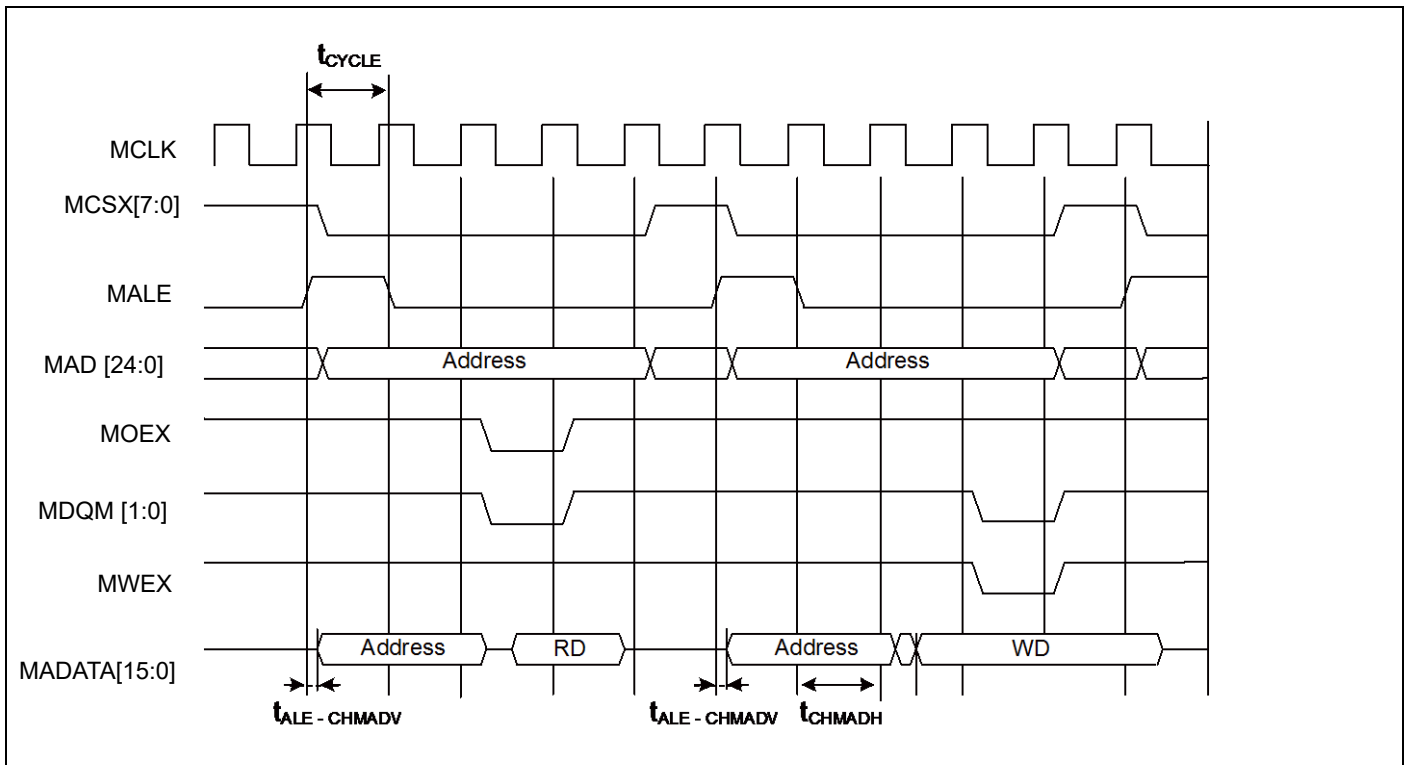 tCYCLE
MCLK
MCSX[7:0]
MALE
MAD [24:0]
Address
Address
MOEX
MDQM [1:0]
MWEX
MADATA[15:0]
Address
RD
Address
WD
tALE - CHMADV
tALE - CHMADV
tCHMADH